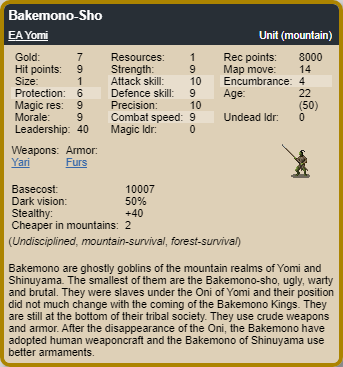 Bakemono-Sho
EA Yomi Unit (mountain)
Gold: 7 Resources: 1 Rec points: 8000
Hit points: 9 Strength: 9 Map move: 14
Size: 1 Attack skill: 10 Encumbrance: 4
Protection: 6 Defence skill: 9 Age: 22
Magic res: 9 Precision: 10 (50)
Morale: 9 Combat speed: 9 Undead ldr: 0
Leadership: 40 Magic ldr: 0
Weapons: Armor:
Yari Furs
Basecost: 10007
Dark vision: 50%
Stealthy: +40
Cheaper in mountains: 2
(Undisciplined, mountain-survival, forest-survival)
Bakemono are ghostly goblins of the mountain realms of Yomi and
Shinuyama. The smallest of them are the Bakemono-sho, ugly, warty
and brutal. They were slaves under the Oni of Yomi and their position
did not much change with the coming of the Bakemono Kings. They
are still at the bottom of their tribal society. They use crude weapons
and armor. After the disappearance of the Oni, the Bakemono have
adopted human weaponcraft and the Bakemono of Shinuyama use
better armaments.